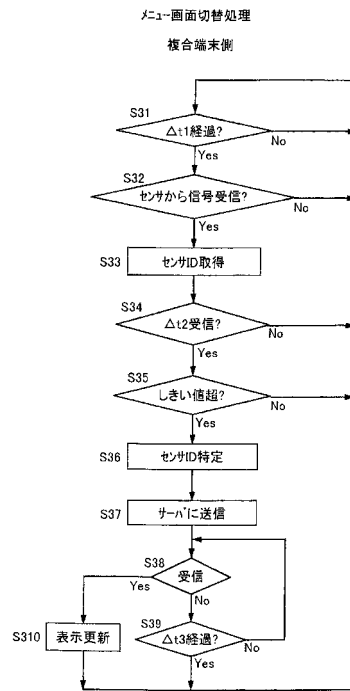 メニュー画面切替処理
複合端末側
S31
△t1経過?
No
Yes
S32
センサから信号受信?
No
Yes
S33
センサID取得
S34
△t2受信?
No
Yes
S35
しきい値超?
No
Yes
S36
センサID特定
S37
サーバに送信
S38
受信
Yes
No
S39
S310
表示更新
△t3経過?
No
Yes